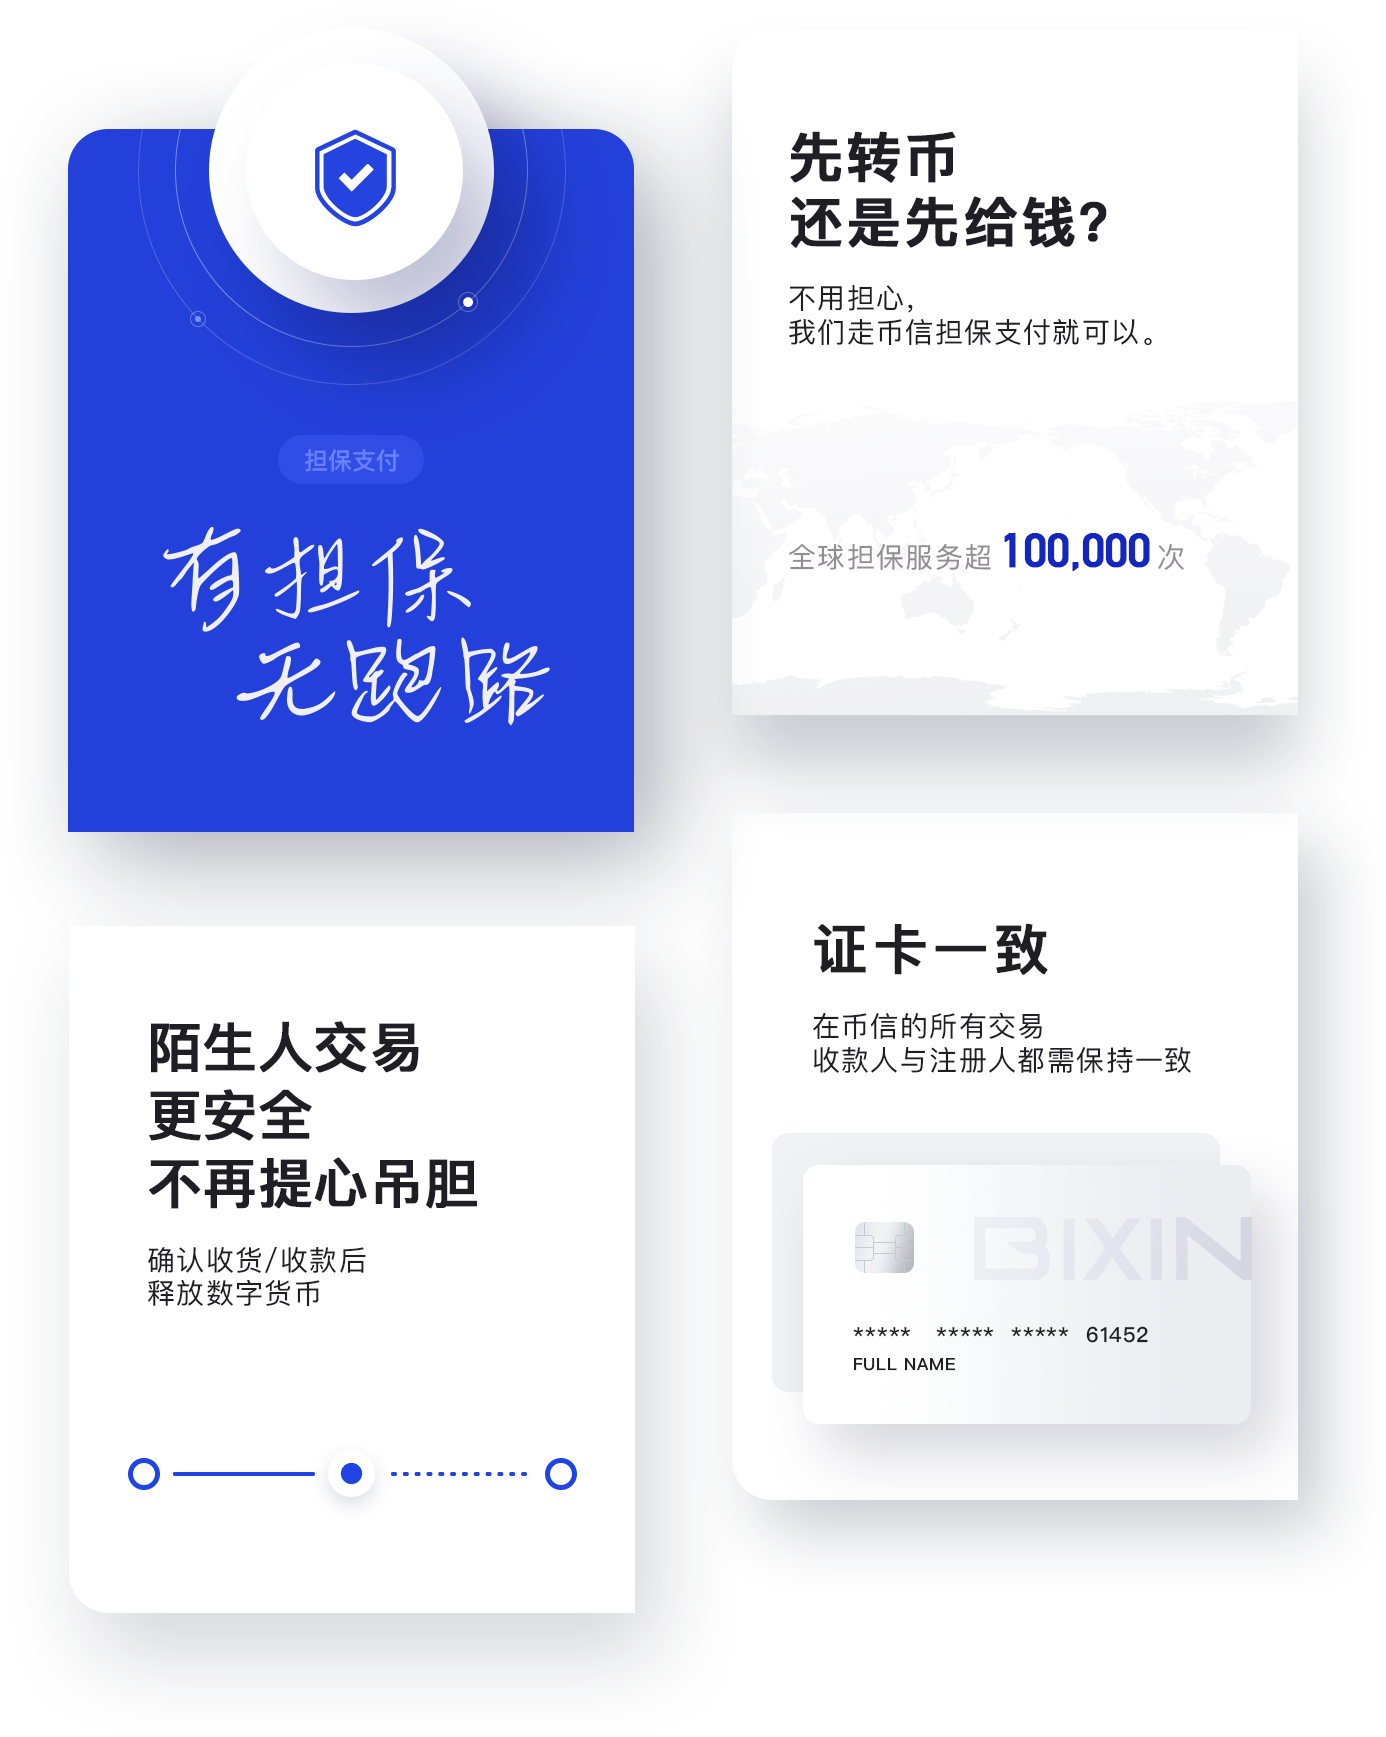 担保支付
有担保
无跑路
先转币
还是先给钱?
不用担心,
我们走币信担保支付就可以。
全球担保服务超 100,000 次
陌生人交易
更安全
不再提心吊胆
确认收货/收款后
释放数字货币
证卡一致
在币信的所有交易
收款人与注册人都需保持一致
BIXIN
***** ***** ***** 61452
FULL NAME